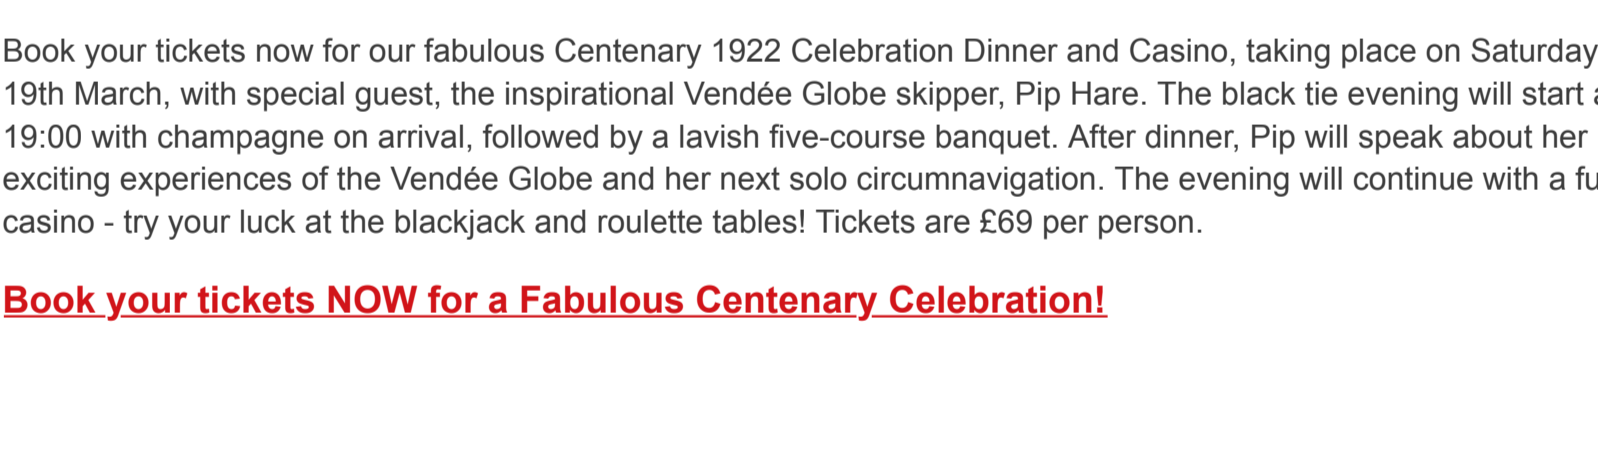 Book your tickets now for our fabulous Centenary 1922 Celebration Dinner and Casino, taking place on Saturday
19th March, with special guest, the inspirational Vendée Globe skipper, Pip Hare. The black tie evening will start
19:00 with champagne on arrival, followed by a lavish five-course banquet. After dinner, Pip will speak about her
exciting experiences of the Vendée Globe and her next solo circumnavigation. The evening will continue with a
casino - try your luck at the blackjack and roulette tables! Tickets are £69 per person.
Book your tickets NOW for a Fabulous Centenary Celebration!